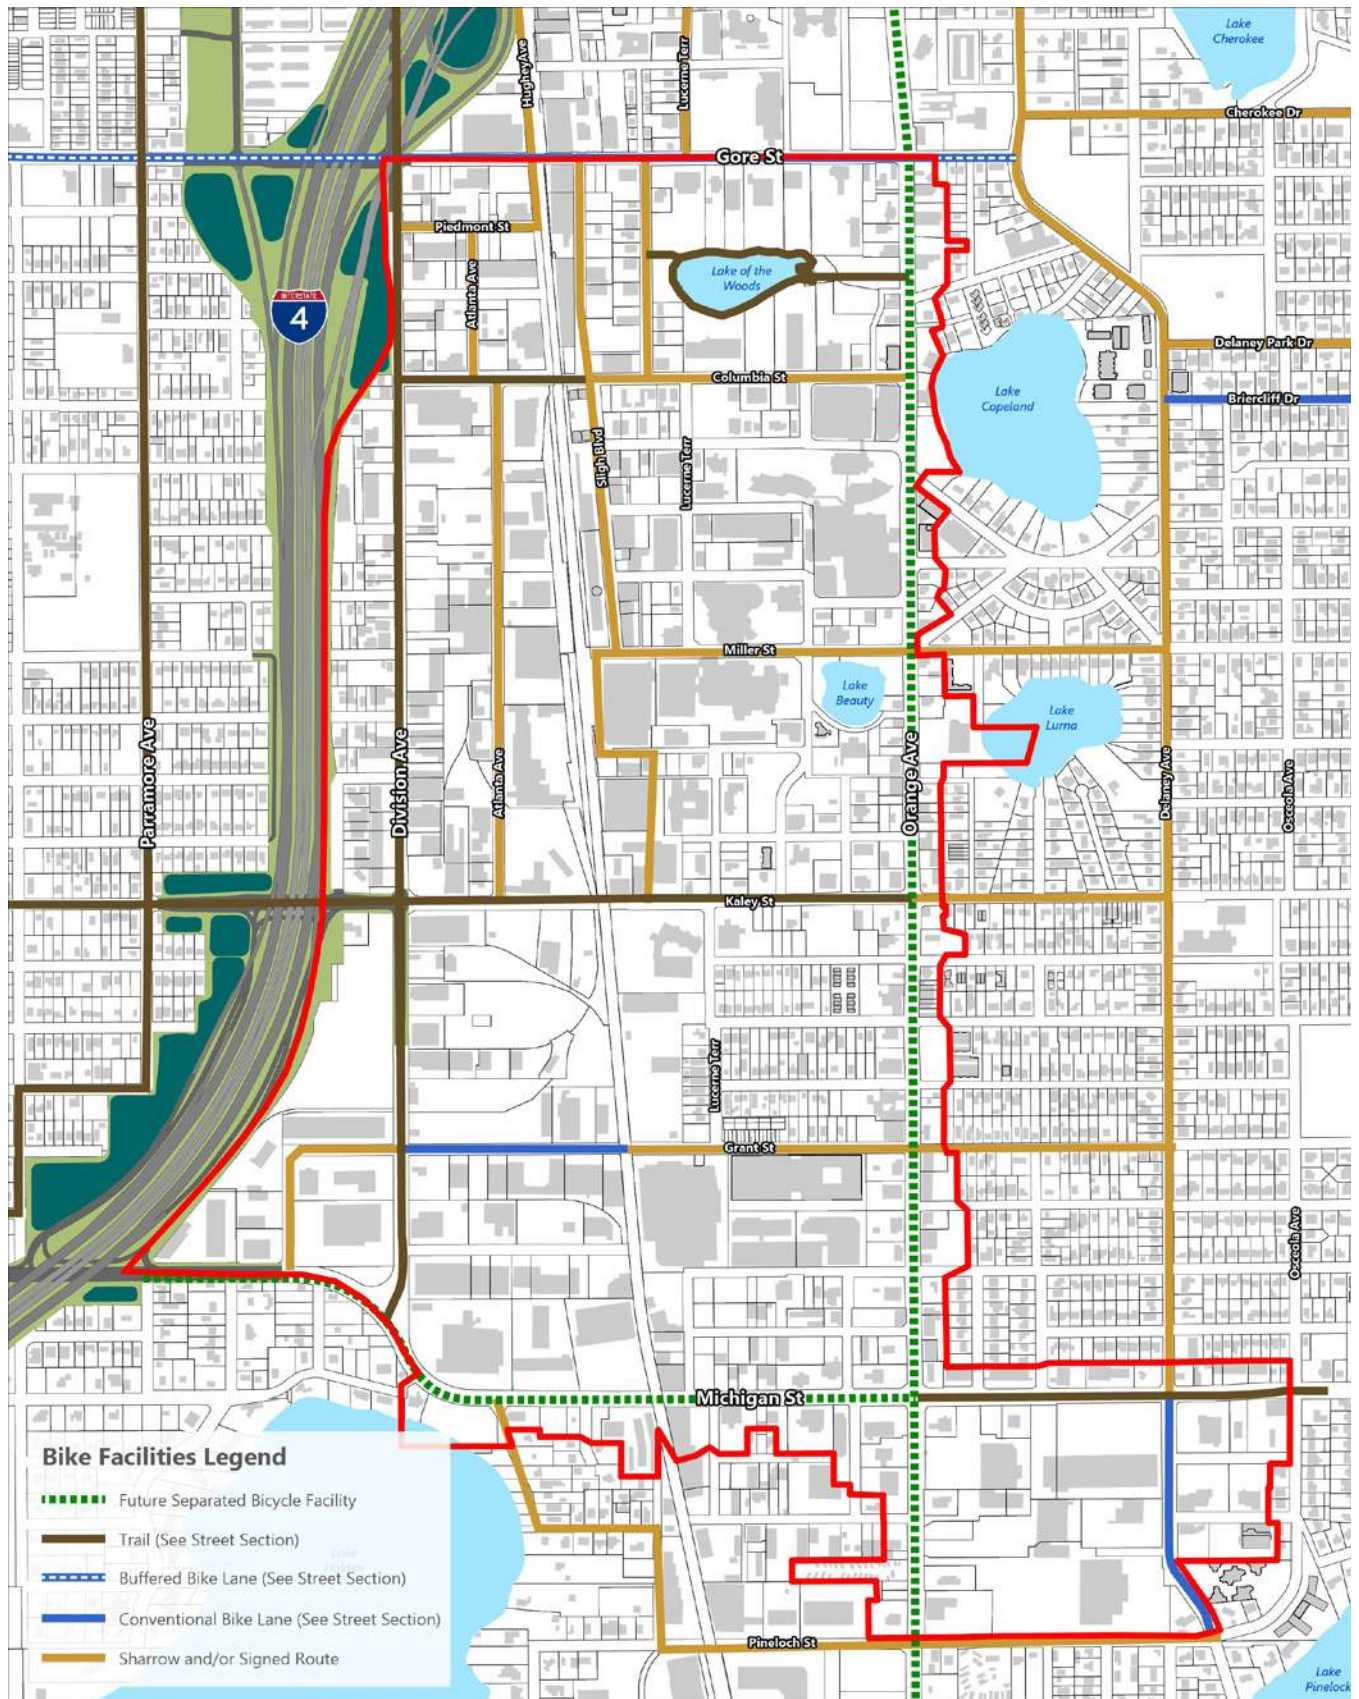 Lake
Cherokee
Hughey Ave
Lucerne Terr
Cherokee Dr
Gore St
Piedmont St
Atlanta Ave
Lake of the
Woods
INTERSTATE
4
Delaney Park Dr
Columbia St
Lake
Copeland
Briercliff Dr
Sligh Blvd
Lucerne Terr
Miller St
Lake
Beauty
Lake
Lurna
Parramore Ave
Division Ave
Atlanta Ave
Orange Ave
Delaney Ave
Osceola Ave
Kaley St
Lucerne Terr
Grant St
Osceola Ave
Michigan St
Bike Facilities Legend
Future Separated Bicycle Facility
Trail (See Street Section)
Buffered Bike Lane (See Street Section)
Conventional Bike Lane (See Street Section)
Sharrow and/or Signed Route
Lake
Pineloch St
Lake
Pineloch